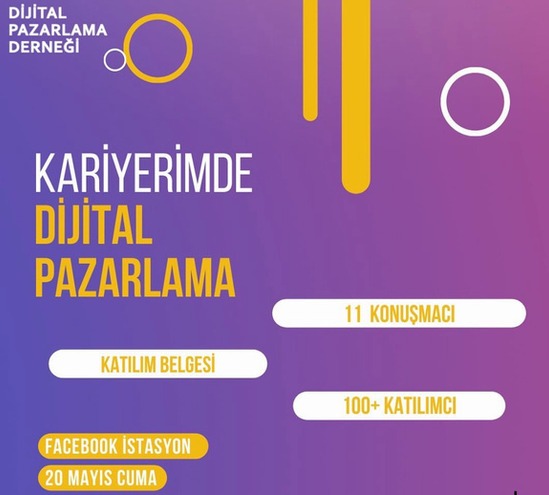 DİJİTAL
PAZARLAMA
DERNEĞİ
KARİYERİMDE
DİJİTAL
PAZARLAMA
11 KONUŞMACI
KATILIM BELGESİ
100+ KATILIMCI
FACEBOOK İSTASYON
20 MAYIS CUMA